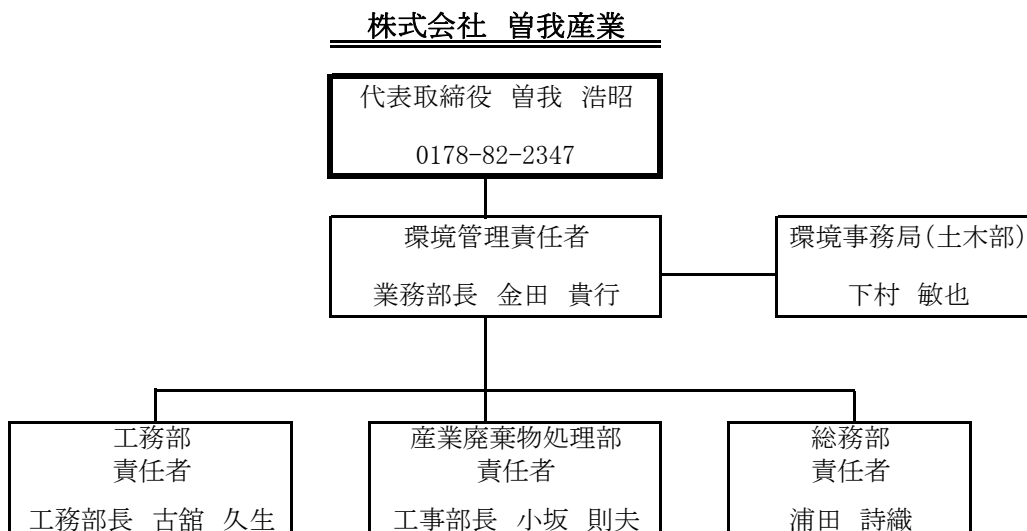 株式会社 曽我産業
代表取締役 曽我 浩昭
0178-82-2347
環境管理責任者
業務部長 金田 貴行
環境事務局(土木部)
下村 敏也
工務部
責任者
工務部長 古舘 久生
産業廃棄物処理部
責任者
工事部長 小坂 則夫
総務部
責任者
浦田 詩織